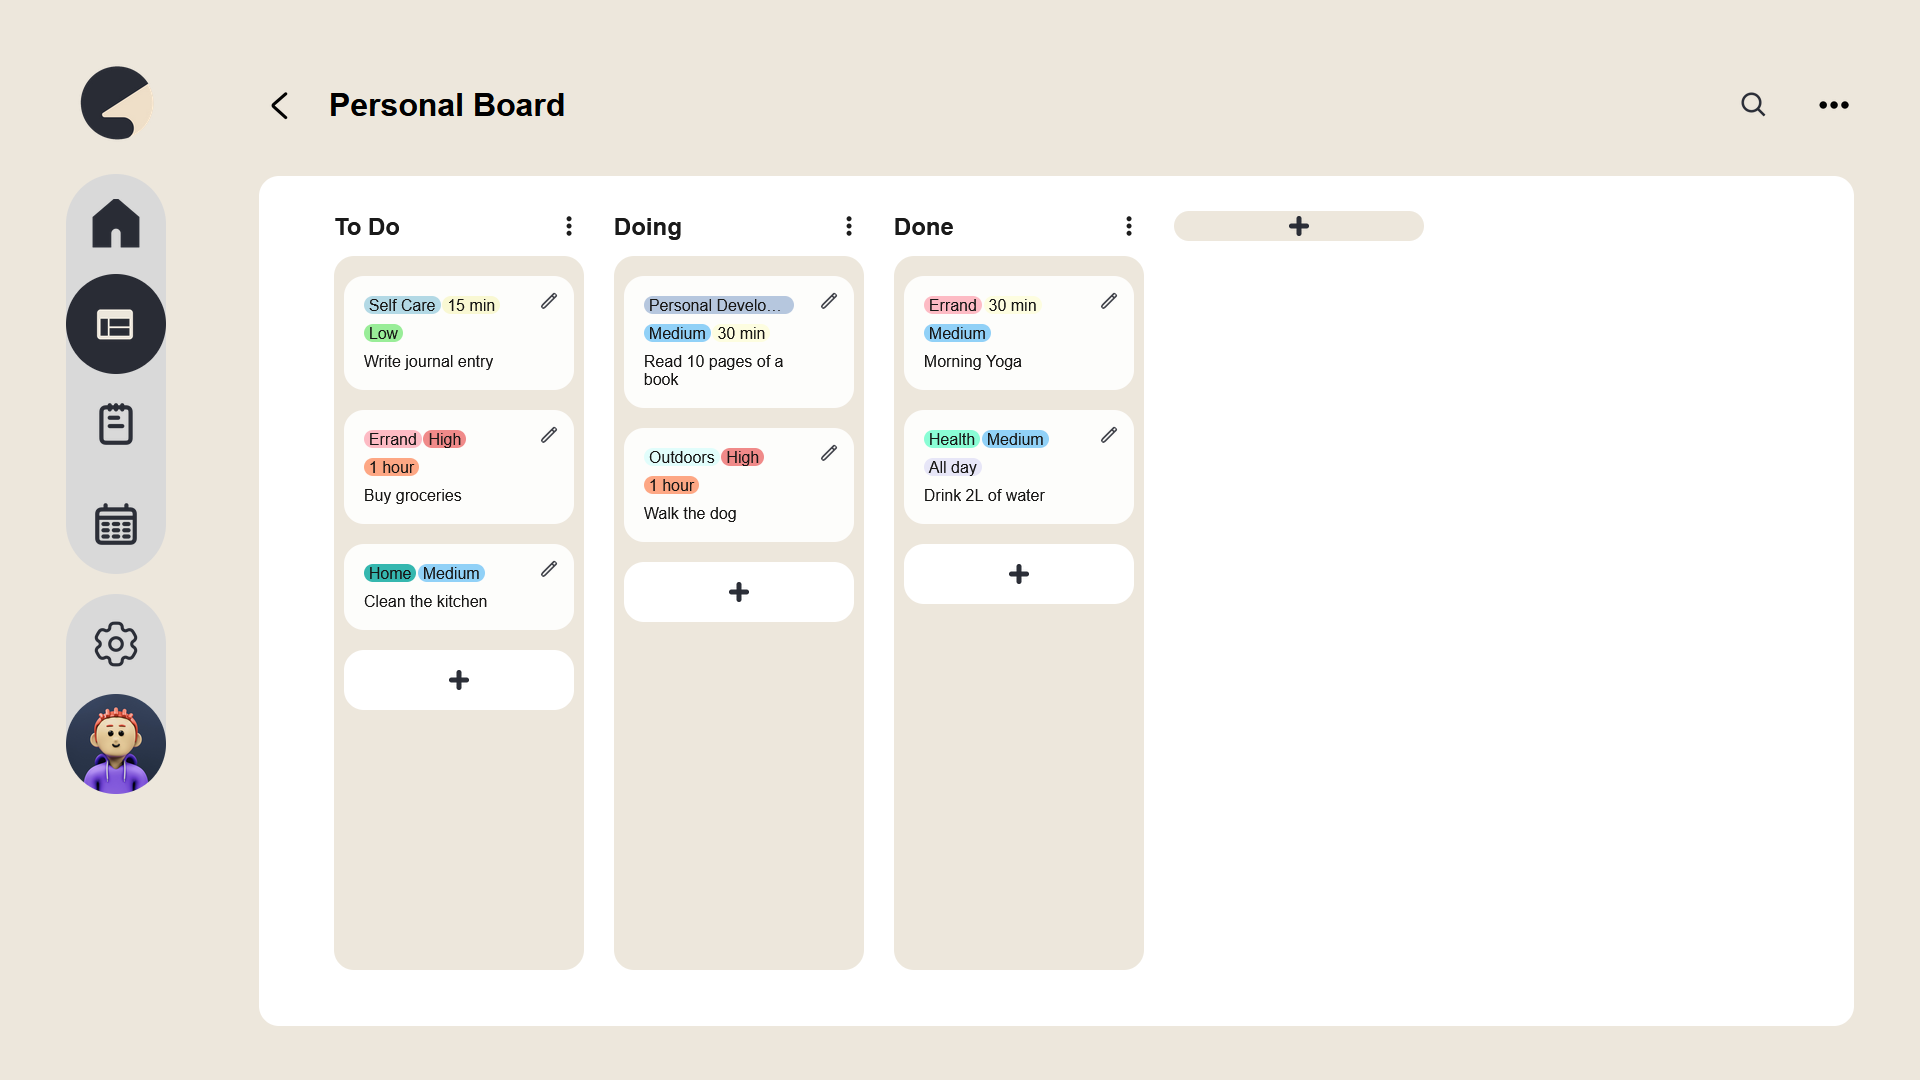 Personal Board
To Do
Self Care 15 min
Low
Write journal entry
Errand High
1 hour
Buy groceries
Home Medium
Clean the kitchen
Doing
Personal Develo...
Medium 30 min
Read 10 pages of a
book
Outdoors High
1 hour
Walk the dog
Done
Errand 30 min
Medium
Morning Yoga
Health Medium
All day
Drink 2L of water